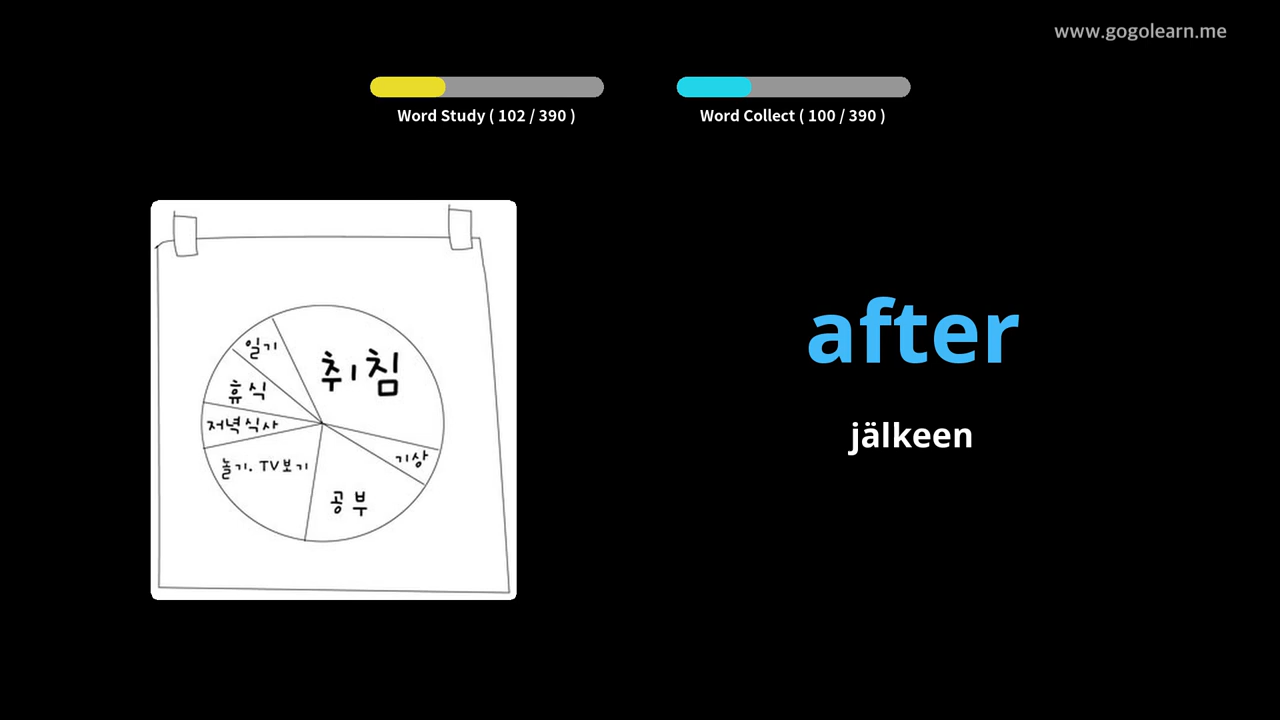 www.gogolearn.me
Word Study ( 102 / 390 )
Word Collect ( 100 / 390 )
일기
취침
휴식
저녁식사
놀기. TV보기
기상
공부
after
jälkeen